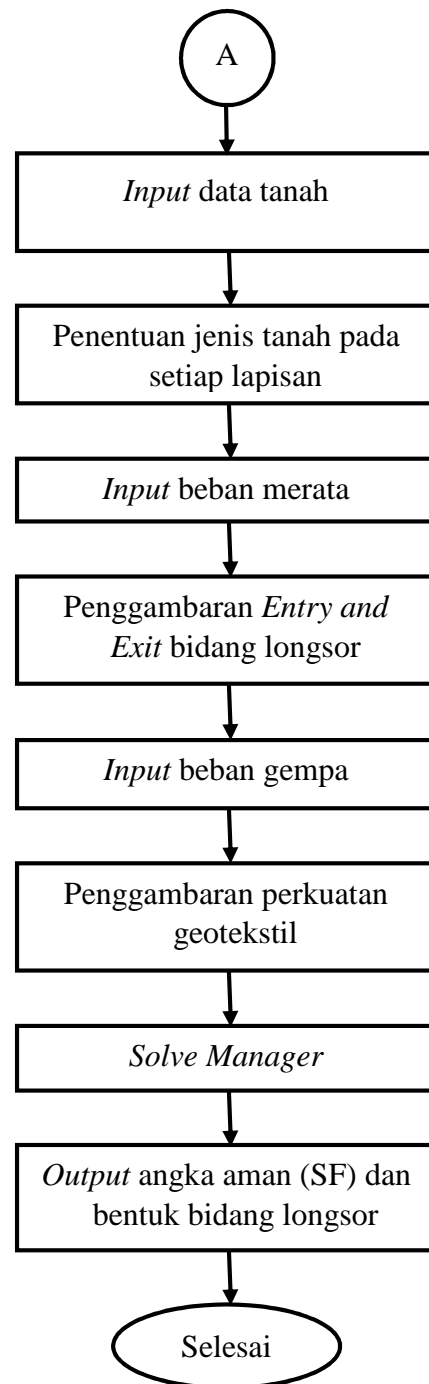 A
Input data tanah
Penentuan jenis tanah pada
setiap lapisan
Input beban merata
Penggambaran Entry and
Exit bidang longsor
Input beban gempa
Penggambaran perkuatan
geotekstil
Solve Manager
Output angka aman (SF) dan
bentuk bidang longsor
Selesai